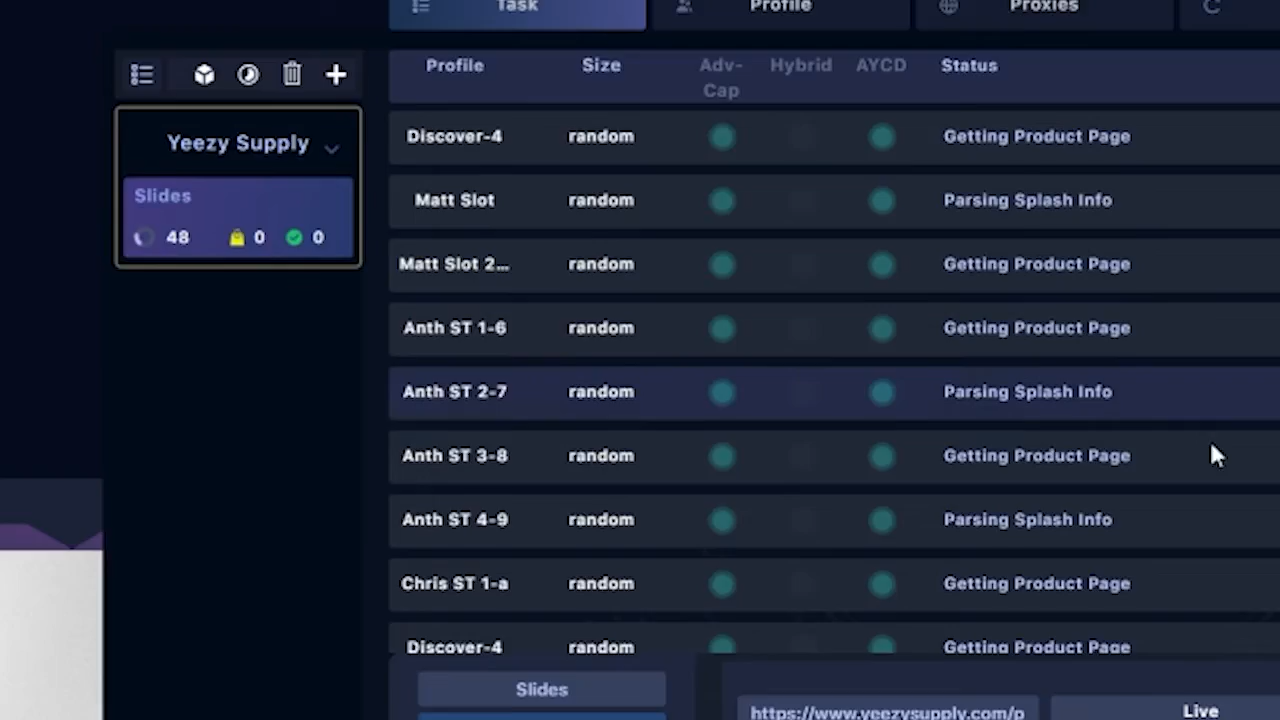 Task
Profile
Proxies
Profile Size Adv-Cap Hybrid AYCD Status
Yeezy Supply
Slides
48 0 0
Discover-4 random Getting Product Page
Matt Slot random Parsing Splash Info
Matt Slot 2... random Getting Product Page
Anth ST 1-6 random Getting Product Page
Anth ST 2-7 random Parsing Splash Info
Anth ST 3-8 random Getting Product Page
Anth ST 4-9 random Parsing Splash Info
Chris ST 1-a random Getting Product Page
Discover-4 random Getting Product Page
Slides
https://www.yeezysupply.com/p
Live